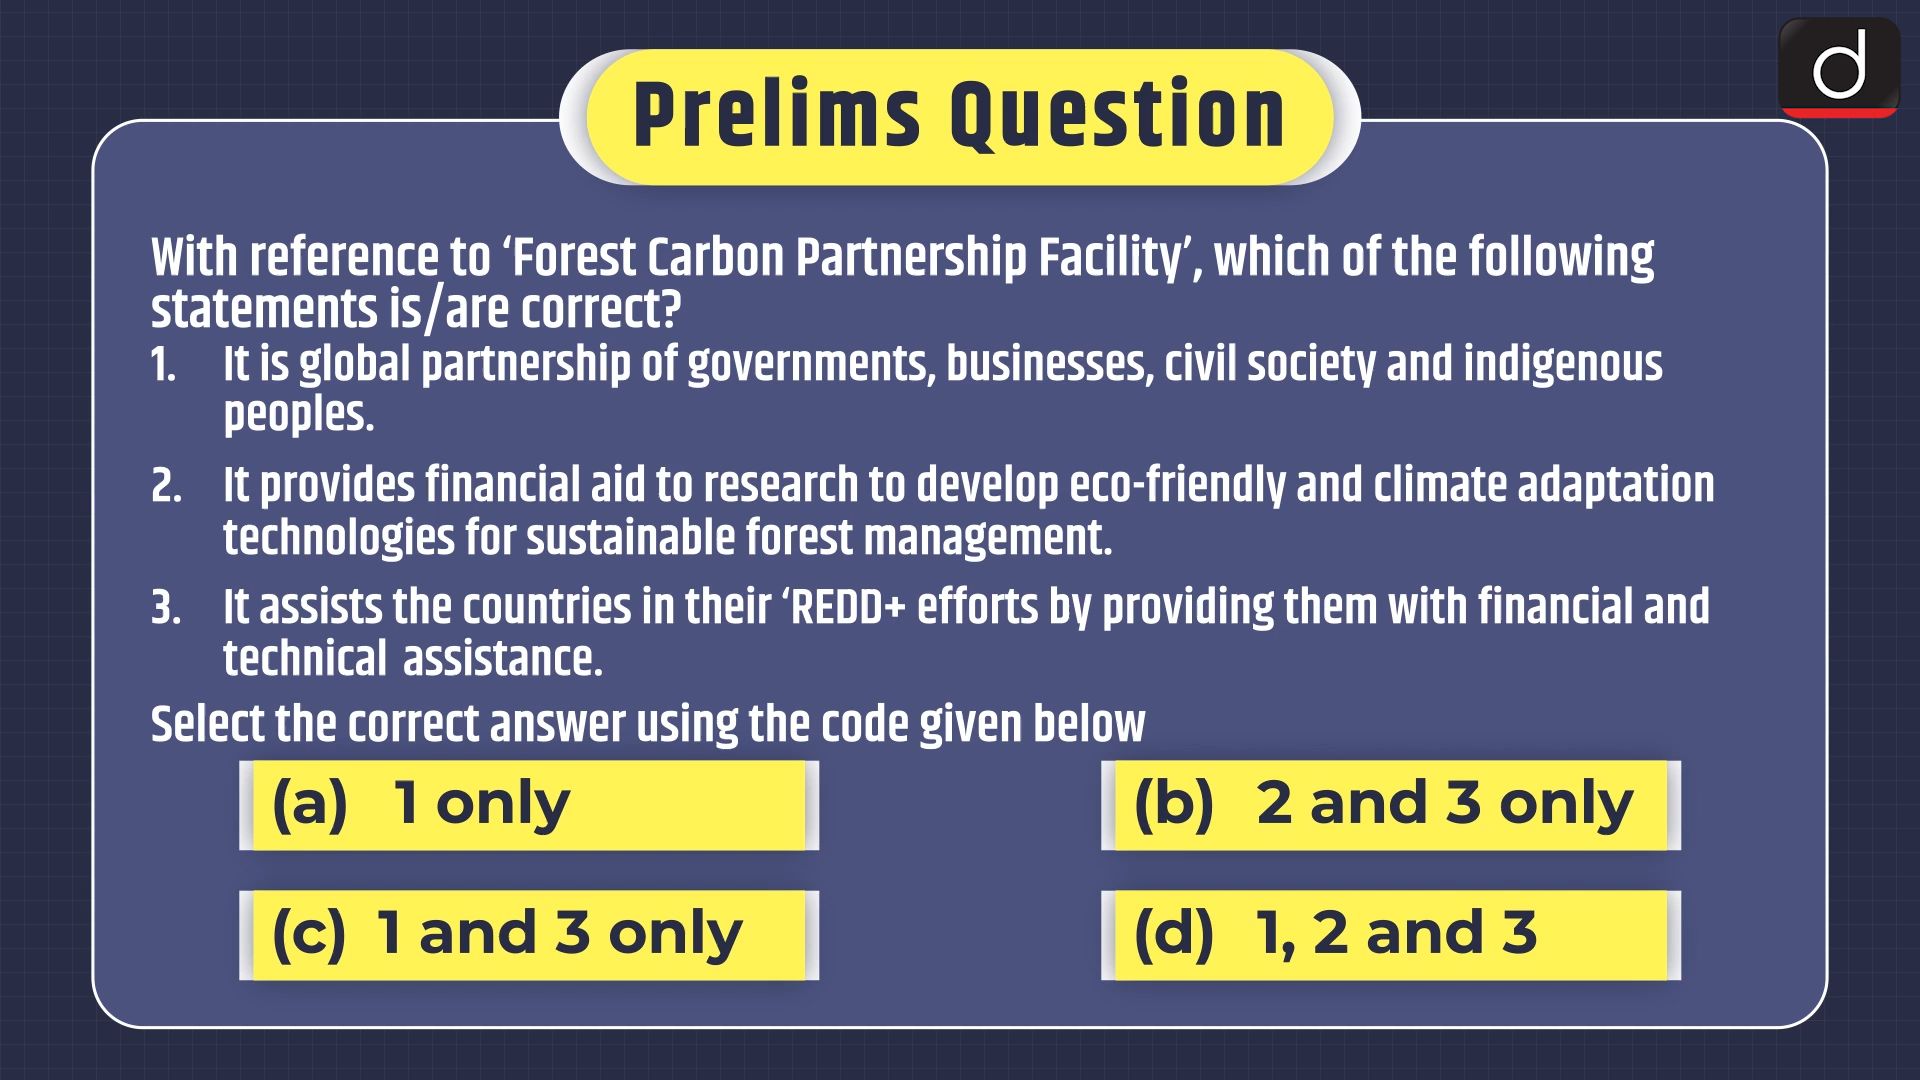 d
Prelims Question
With reference to ‘Forest Carbon Partnership Facility’, which of the following
statements is/are correct?
1. It is global partnership of governments, businesses, civil society and indigenous
peoples.
2. It provides financial aid to research to develop eco-friendly and climate adaptation
technologies for sustainable forest management.
3. It assists the countries in their ‘REDD+ efforts by providing them with financial and
technical assistance.
Select the correct answer using the code given below
(a) 1 only
(b) 2 and 3 only
(c) 1 and 3 only
(d) 1, 2 and 3